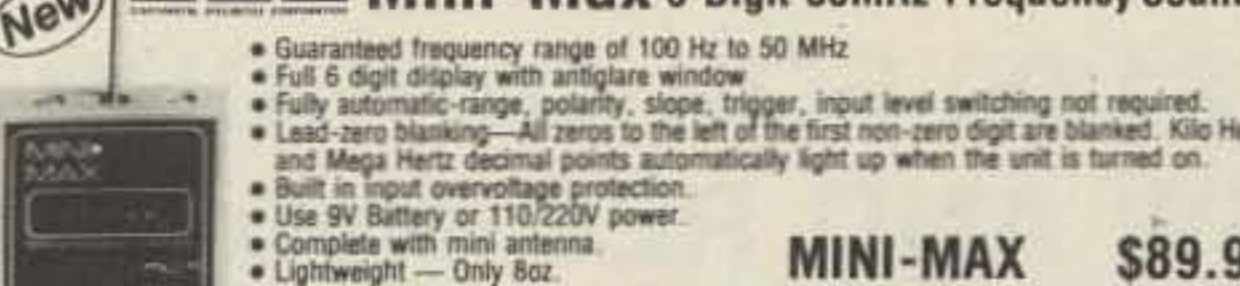 New
Mini-Max 6 Digit 50MHz Frequency
• Guaranteed frequency range of 100 Hz to 50 MHz
• Full 6 digit display with antiglare window
• Fully automatic-range, polarity, slope, trigger, input level switching not required.
• Lead-zero blanking—All zeros to the left of the first non-zero digit are blanked. Kilo He
and Mega Hertz decimal points automatically light up when the unit is turned on.
• Built in input overvoltage protection.
• Use 9V Battery or 110/220V power.
• Complete with mini antenna.
• Lightweight — Only 8oz.
MINI-MAX $89.9
MINI
MAX